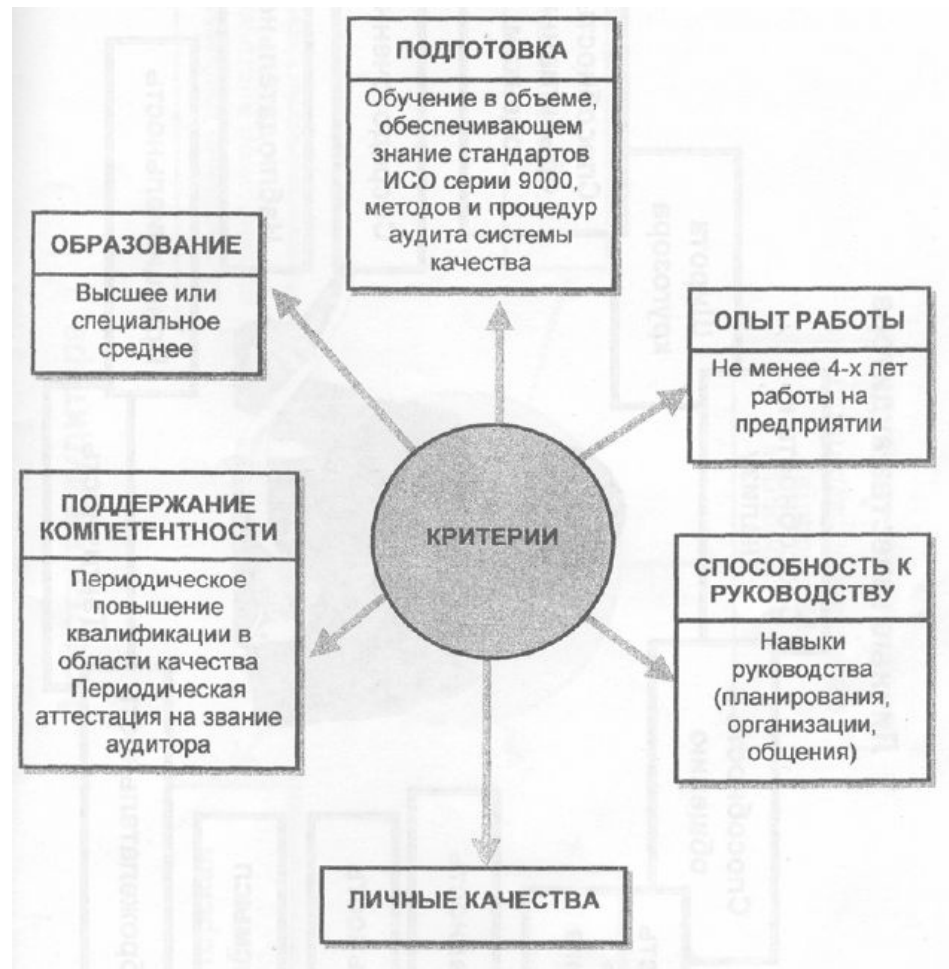 ПОДГОТОВКА
Обучение в объеме,
обеспечивающем
знание стандартов
ИСО серии 9000,
методов и процедур
аудита системы
качества
ОБРАЗОВАНИЕ
Высшее или
специальное
среднее
ОПЫТ РАБОТЫ
Не менее 4-х лет
работы на
предприятии
КРИТЕРИИ
ПОДДЕРЖАНИЕ
КОМПЕТЕНТНОСТИ
Периодическое
повышение
квалификации в
области качества
Периодическая
аттестация на звание
аудитора
СПОСОБНОСТЬ К
РУКОВОДСТВУ
Навыки
руководства
(планирования,
организации,
общения)
ЛИЧНЫЕ КАЧЕСТВА